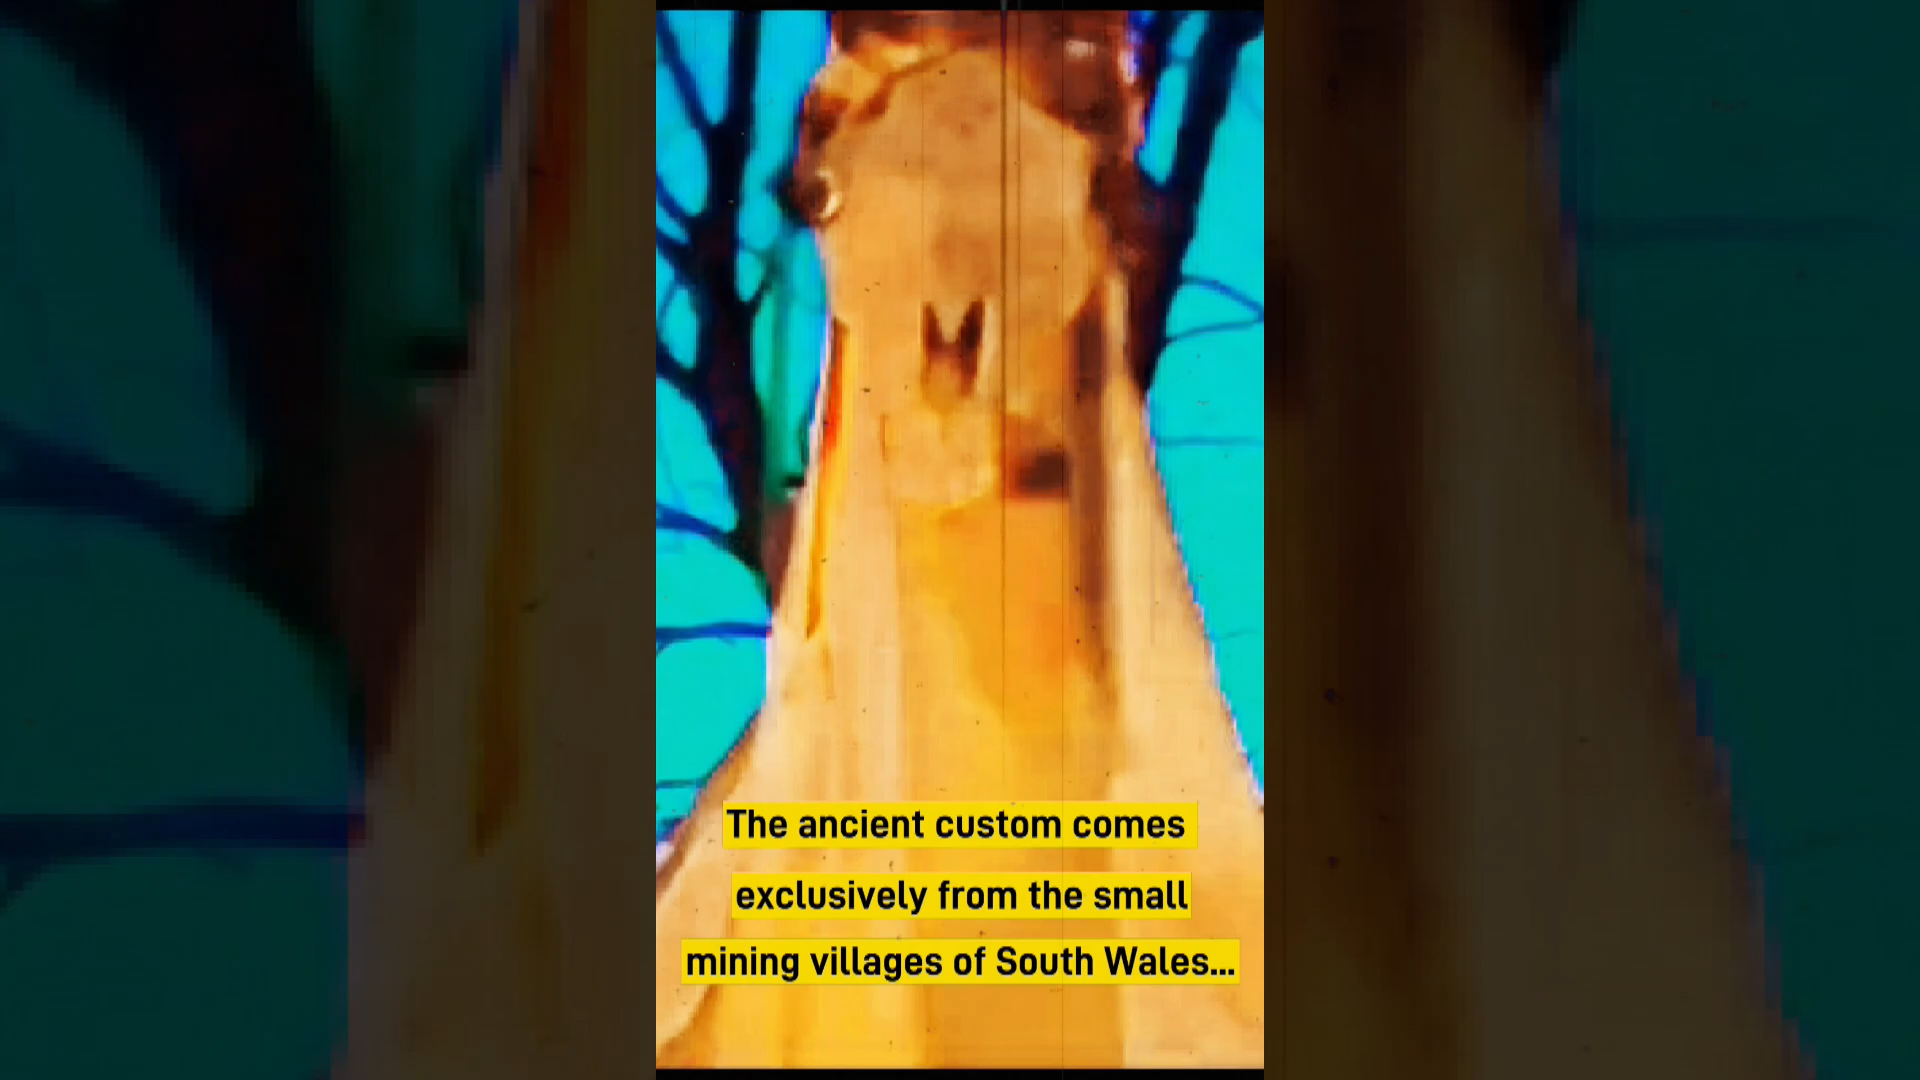 The ancient custom comes
exclusively from the small
mining villages of South Wales...